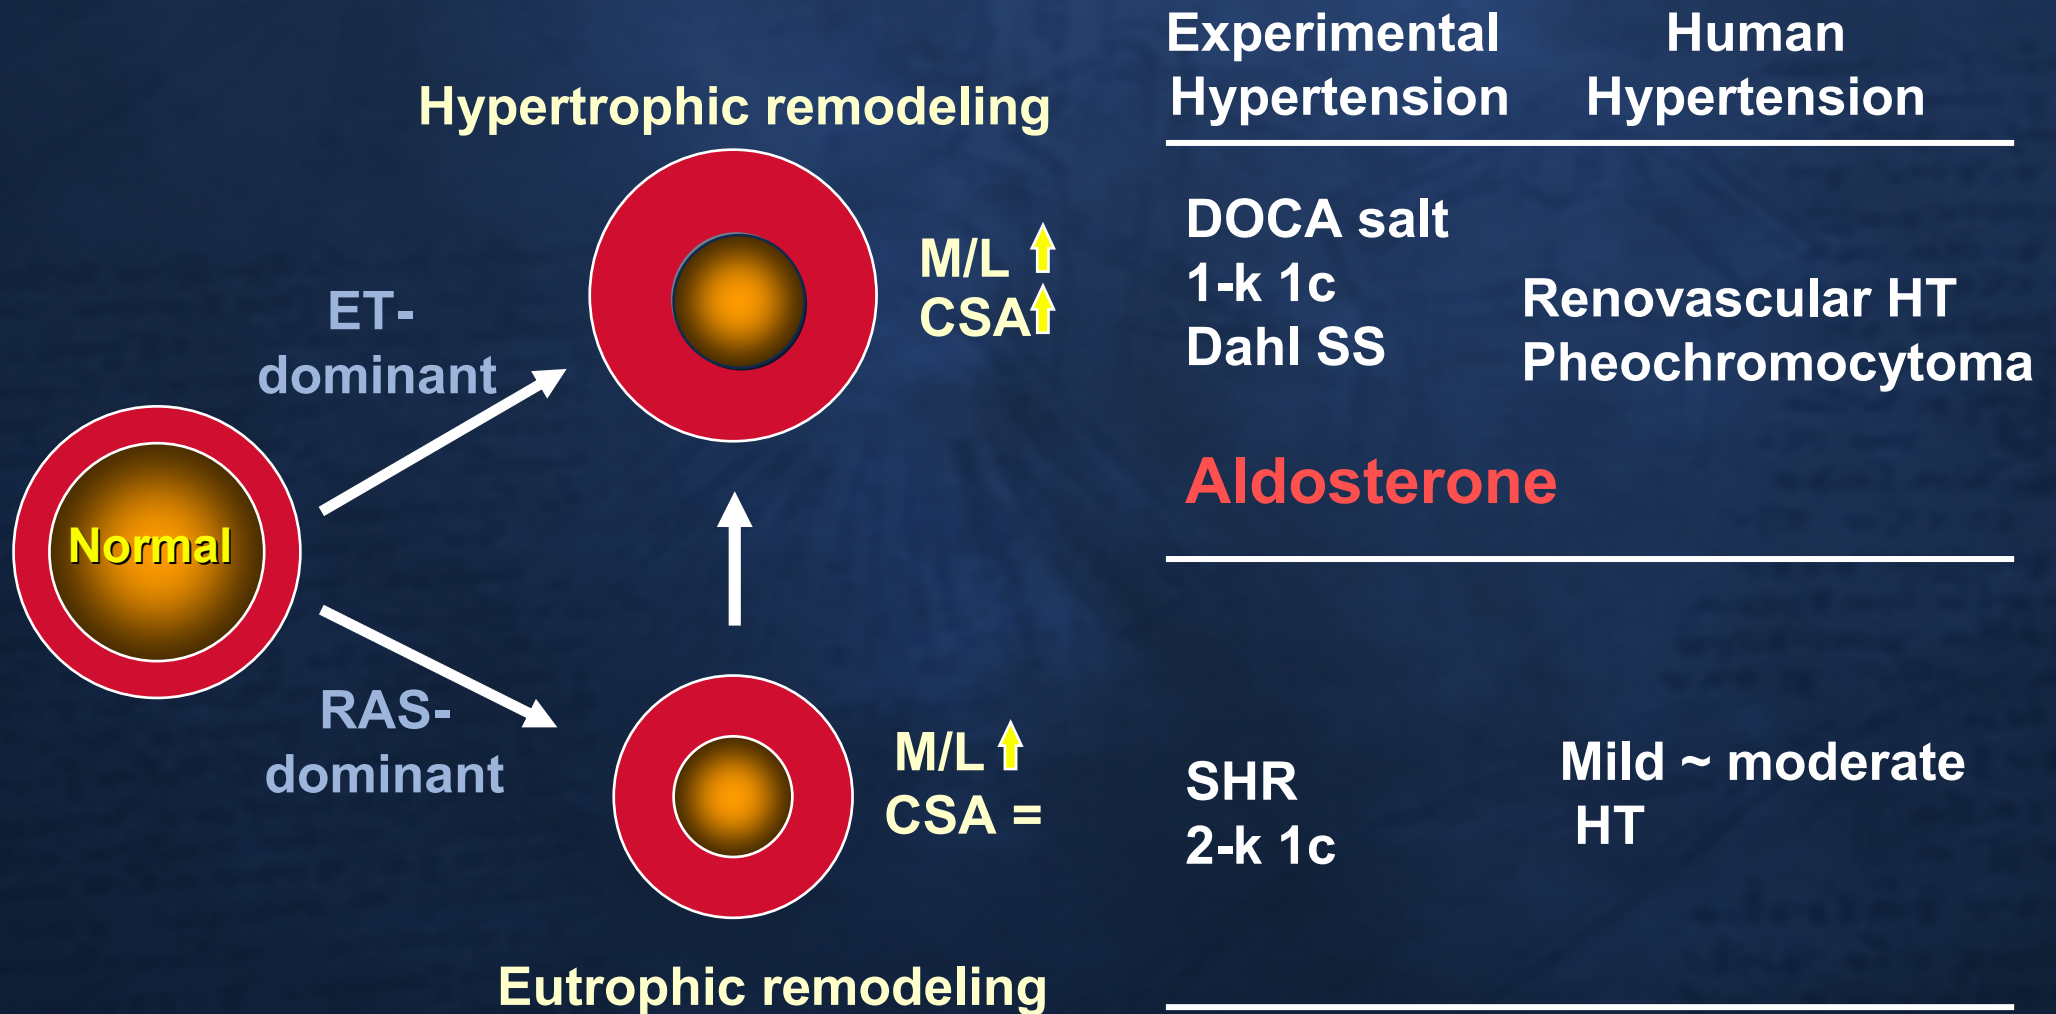 Experimental
Hypertension
Human
Hypertension
Hypertrophic remodeling
DOCA salt
1-k 1c
Dahl SS
M/L
CSA
Renovascular HT
Pheochromocytoma
ET-
dominant
Aldosterone
Normal
RAS-
dominant
M/L
CSA =
SHR
2-k 1c
Mild ~ moderate
HT
Eutrophic remodeling